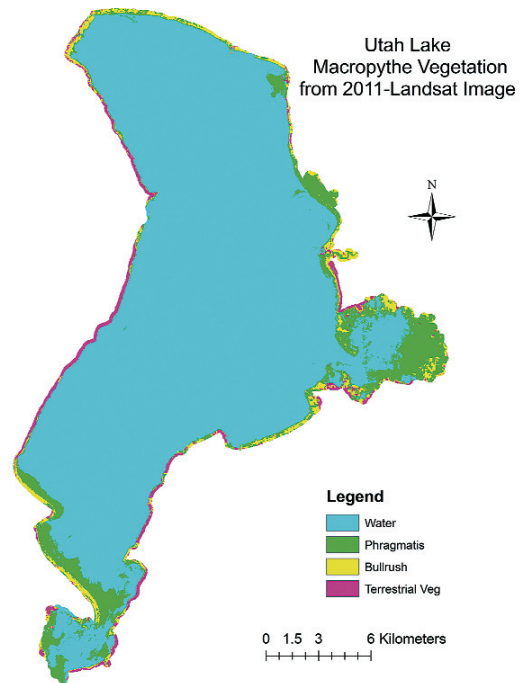 Utah Lake
Macropythe Vegetation
from 2011-Landsat Image
N
Legend
Water
Phragmatis
Bullrush
Terrestrial Veg
0 1.5 3 6 Kilometers